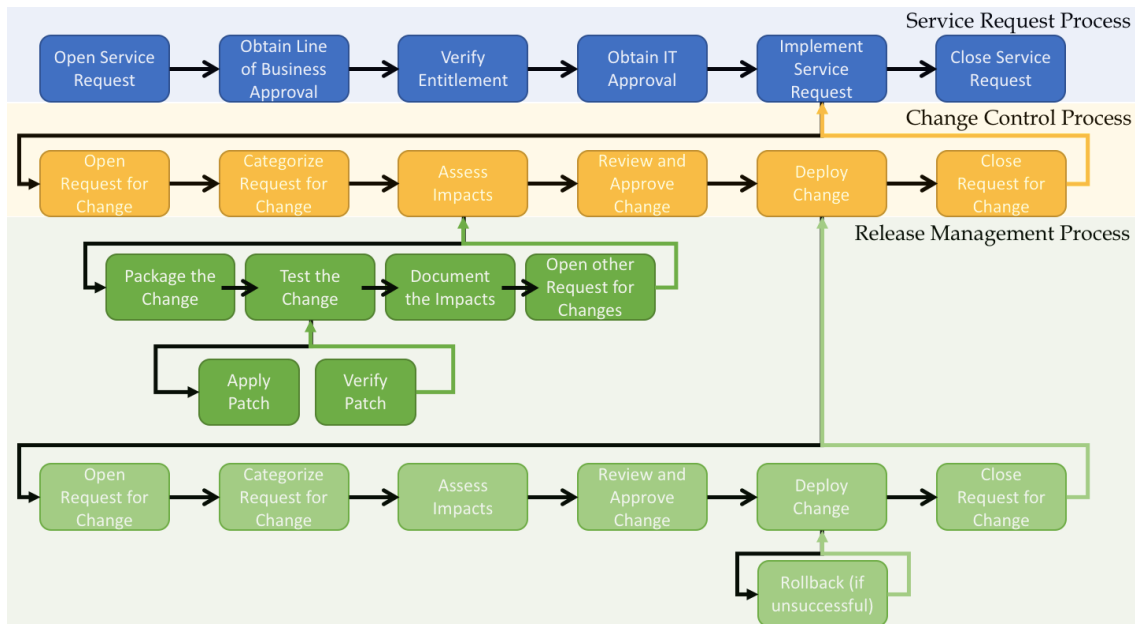 Service Request Process
Open Service
Request
Obtain Line
of Business
Approval
Verify
Entitlement
Obtain IT
Approval
Implement
Service
Request
Close Service
Request
Change Control Process
Open
Request for
Change
Categorize
Request for
Change
Assess
Impacts
Review and
Approve
Change
Deploy
Change
Close
Request for
Change
Release Management Process
Package the
Change
Test the
Change
Document
the Impacts
Open other
Request for
Changes
Apply
Patch
Verify
Patch
Open
Request for
Change
Categorize
Request for
Change
Assess
Impacts
Review and
Approve
Change
Deploy
Change
Close
Request for
Change
Rollback (if
unsuccessful)